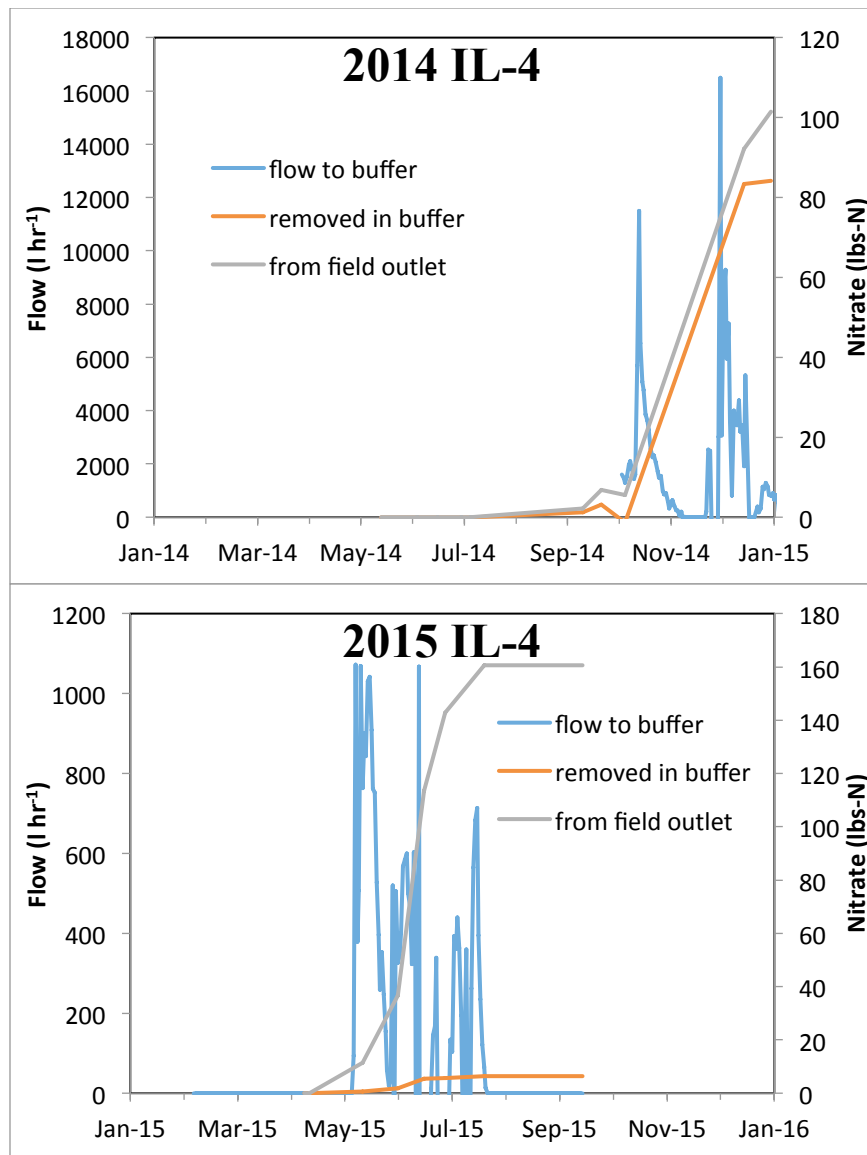 2014 IL-4
18000
16000
14000
12000
10000
8000
6000
4000
2000
0
Flow (l hr-1)
flow to buffer
removed in buffer
from field outlet
120
100
80
60
40
20
0
Nitrate (lbs-N)
Jan-14 Mar-14 May-14 Jul-14 Sep-14 Nov-14 Jan-15
2015 IL-4
1200
1000
800
600
400
200
0
Flow (l hr-1)
flow to buffer
removed in buffer
from field outlet
180
160
140
120
100
80
60
40
20
0
Nitrate (lbs-N)
Jan-15 Mar-15 May-15 Jul-15 Sep-15 Nov-15 Jan-16